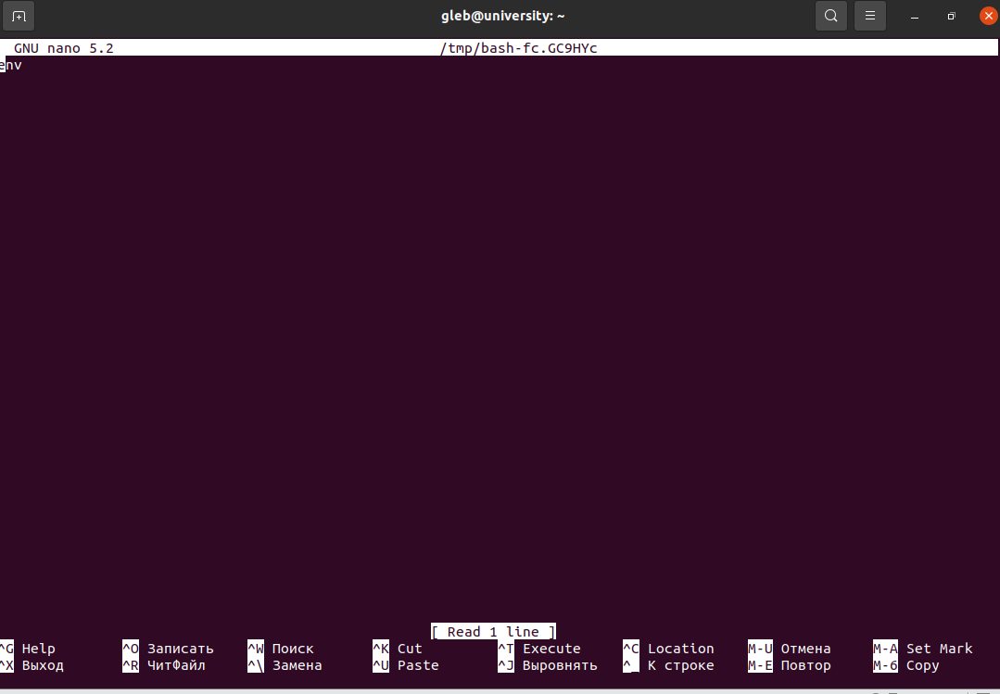 gleb@university: ~
GNU nano 5.2 /tmp/bash-fc.GC9HYc
env
[ Read 1 line ]
^G Help ^O Записать ^W Поиск ^K Cut ^T Execute ^C Location M-U Отмена M-A Set Mark
^X Выход ^R ЧитФайл ^\ Замена ^U Paste ^J Выровнять ^_ К строке M-E Повтор M-6 Copy